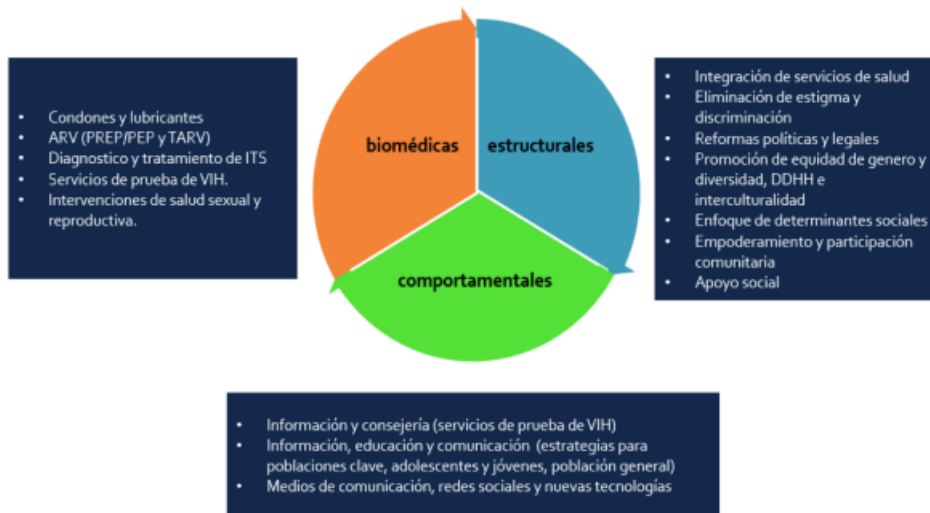 • Condones y lubricantes
• ARV (PREP/PEP y TARV)
• Diagnostico y tratamiento de ITS
• Servicios de prueba de VIH.
• Intervenciones de salud sexual y
reproductiva.
biomédicas
estructurales
comportamentales
• Integración de servicios de salud
• Eliminación de estigma y
discriminación
• Reformas políticas y legales
• Promoción de equidad de genero y
diversidad, DDHH e
interculturalidad
• Enfoque de determinantes sociales
• Empoderamiento y participación
comunitaria
• Apoyo social
• Información y consejería (servicios de prueba de VIH)
• Información, educación y comunicación (estrategias para
poblaciones clave, adolescentes y jóvenes, población general)
• Medios de comunicación, redes sociales y nuevas tecnologías